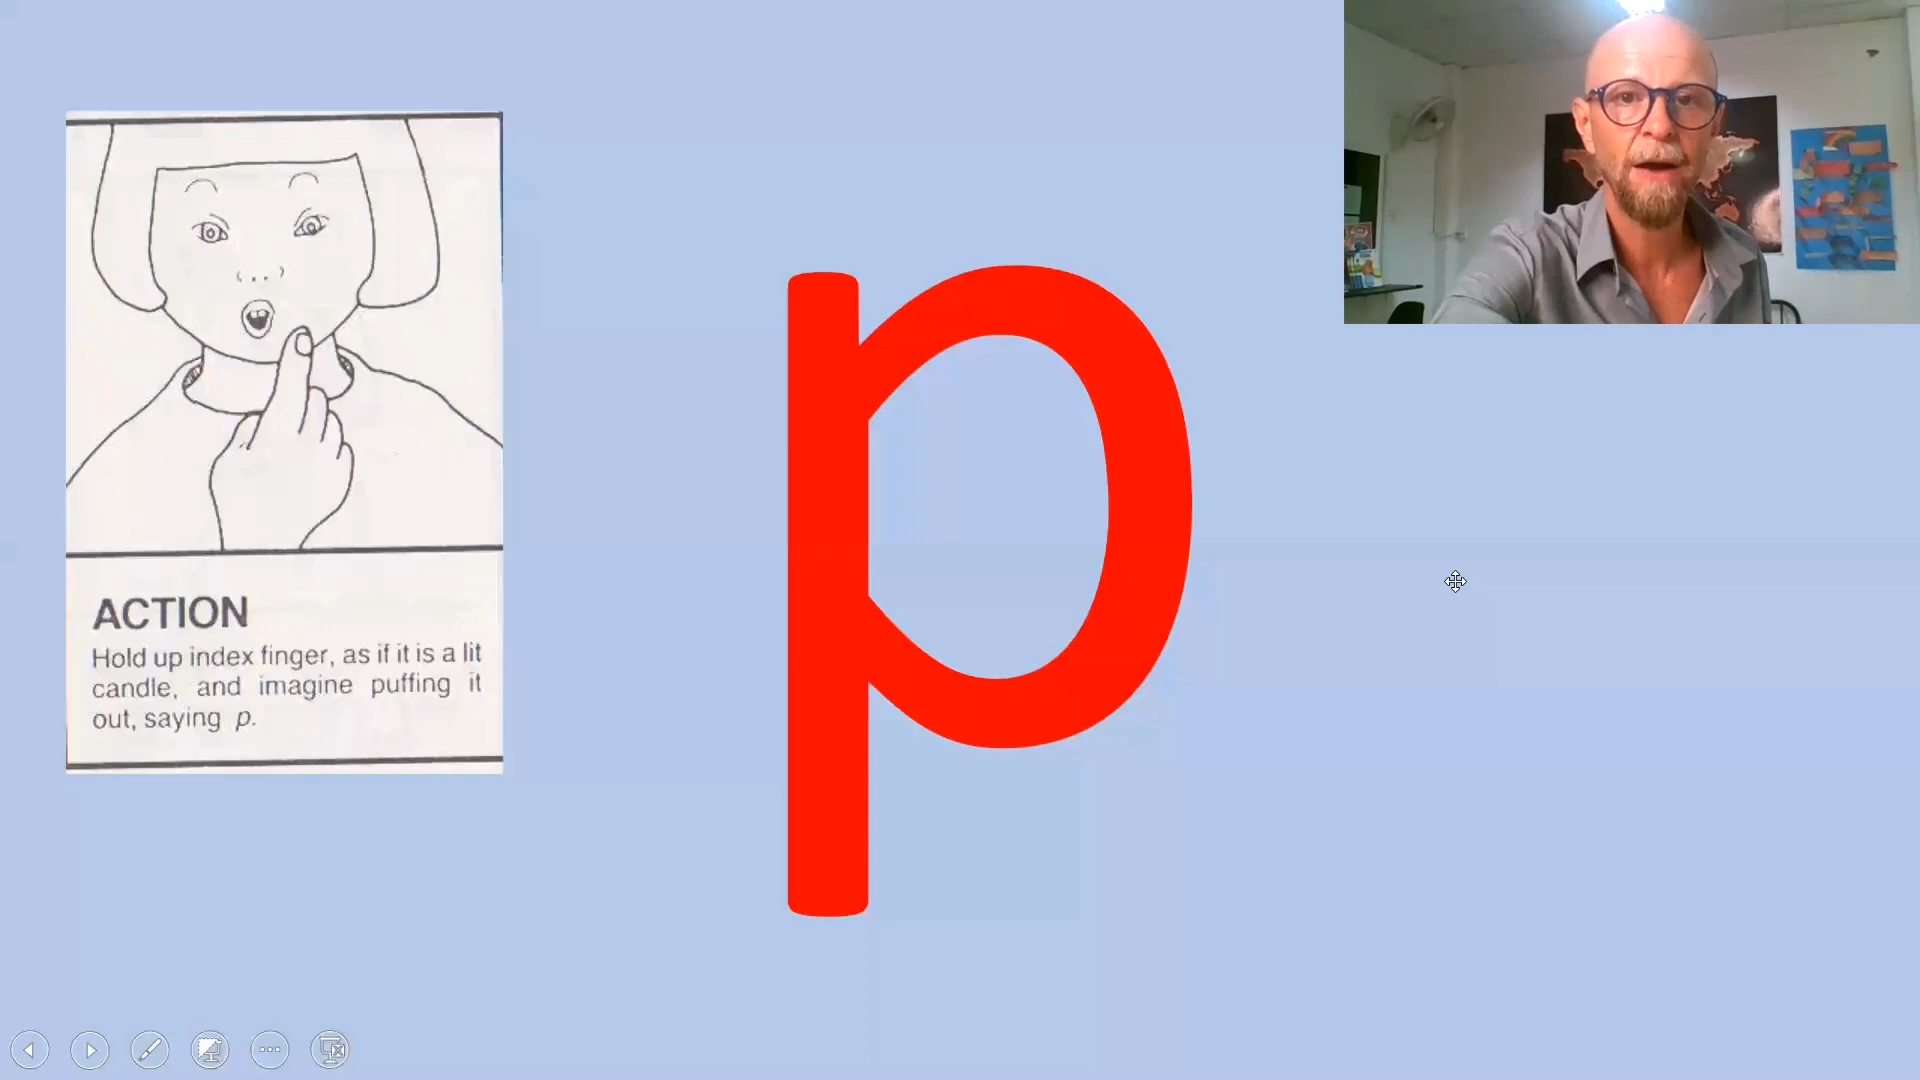 p
ACTION
Hold up index finger, as if it is a lit
candle, and imagine puffing it
out, saying p.